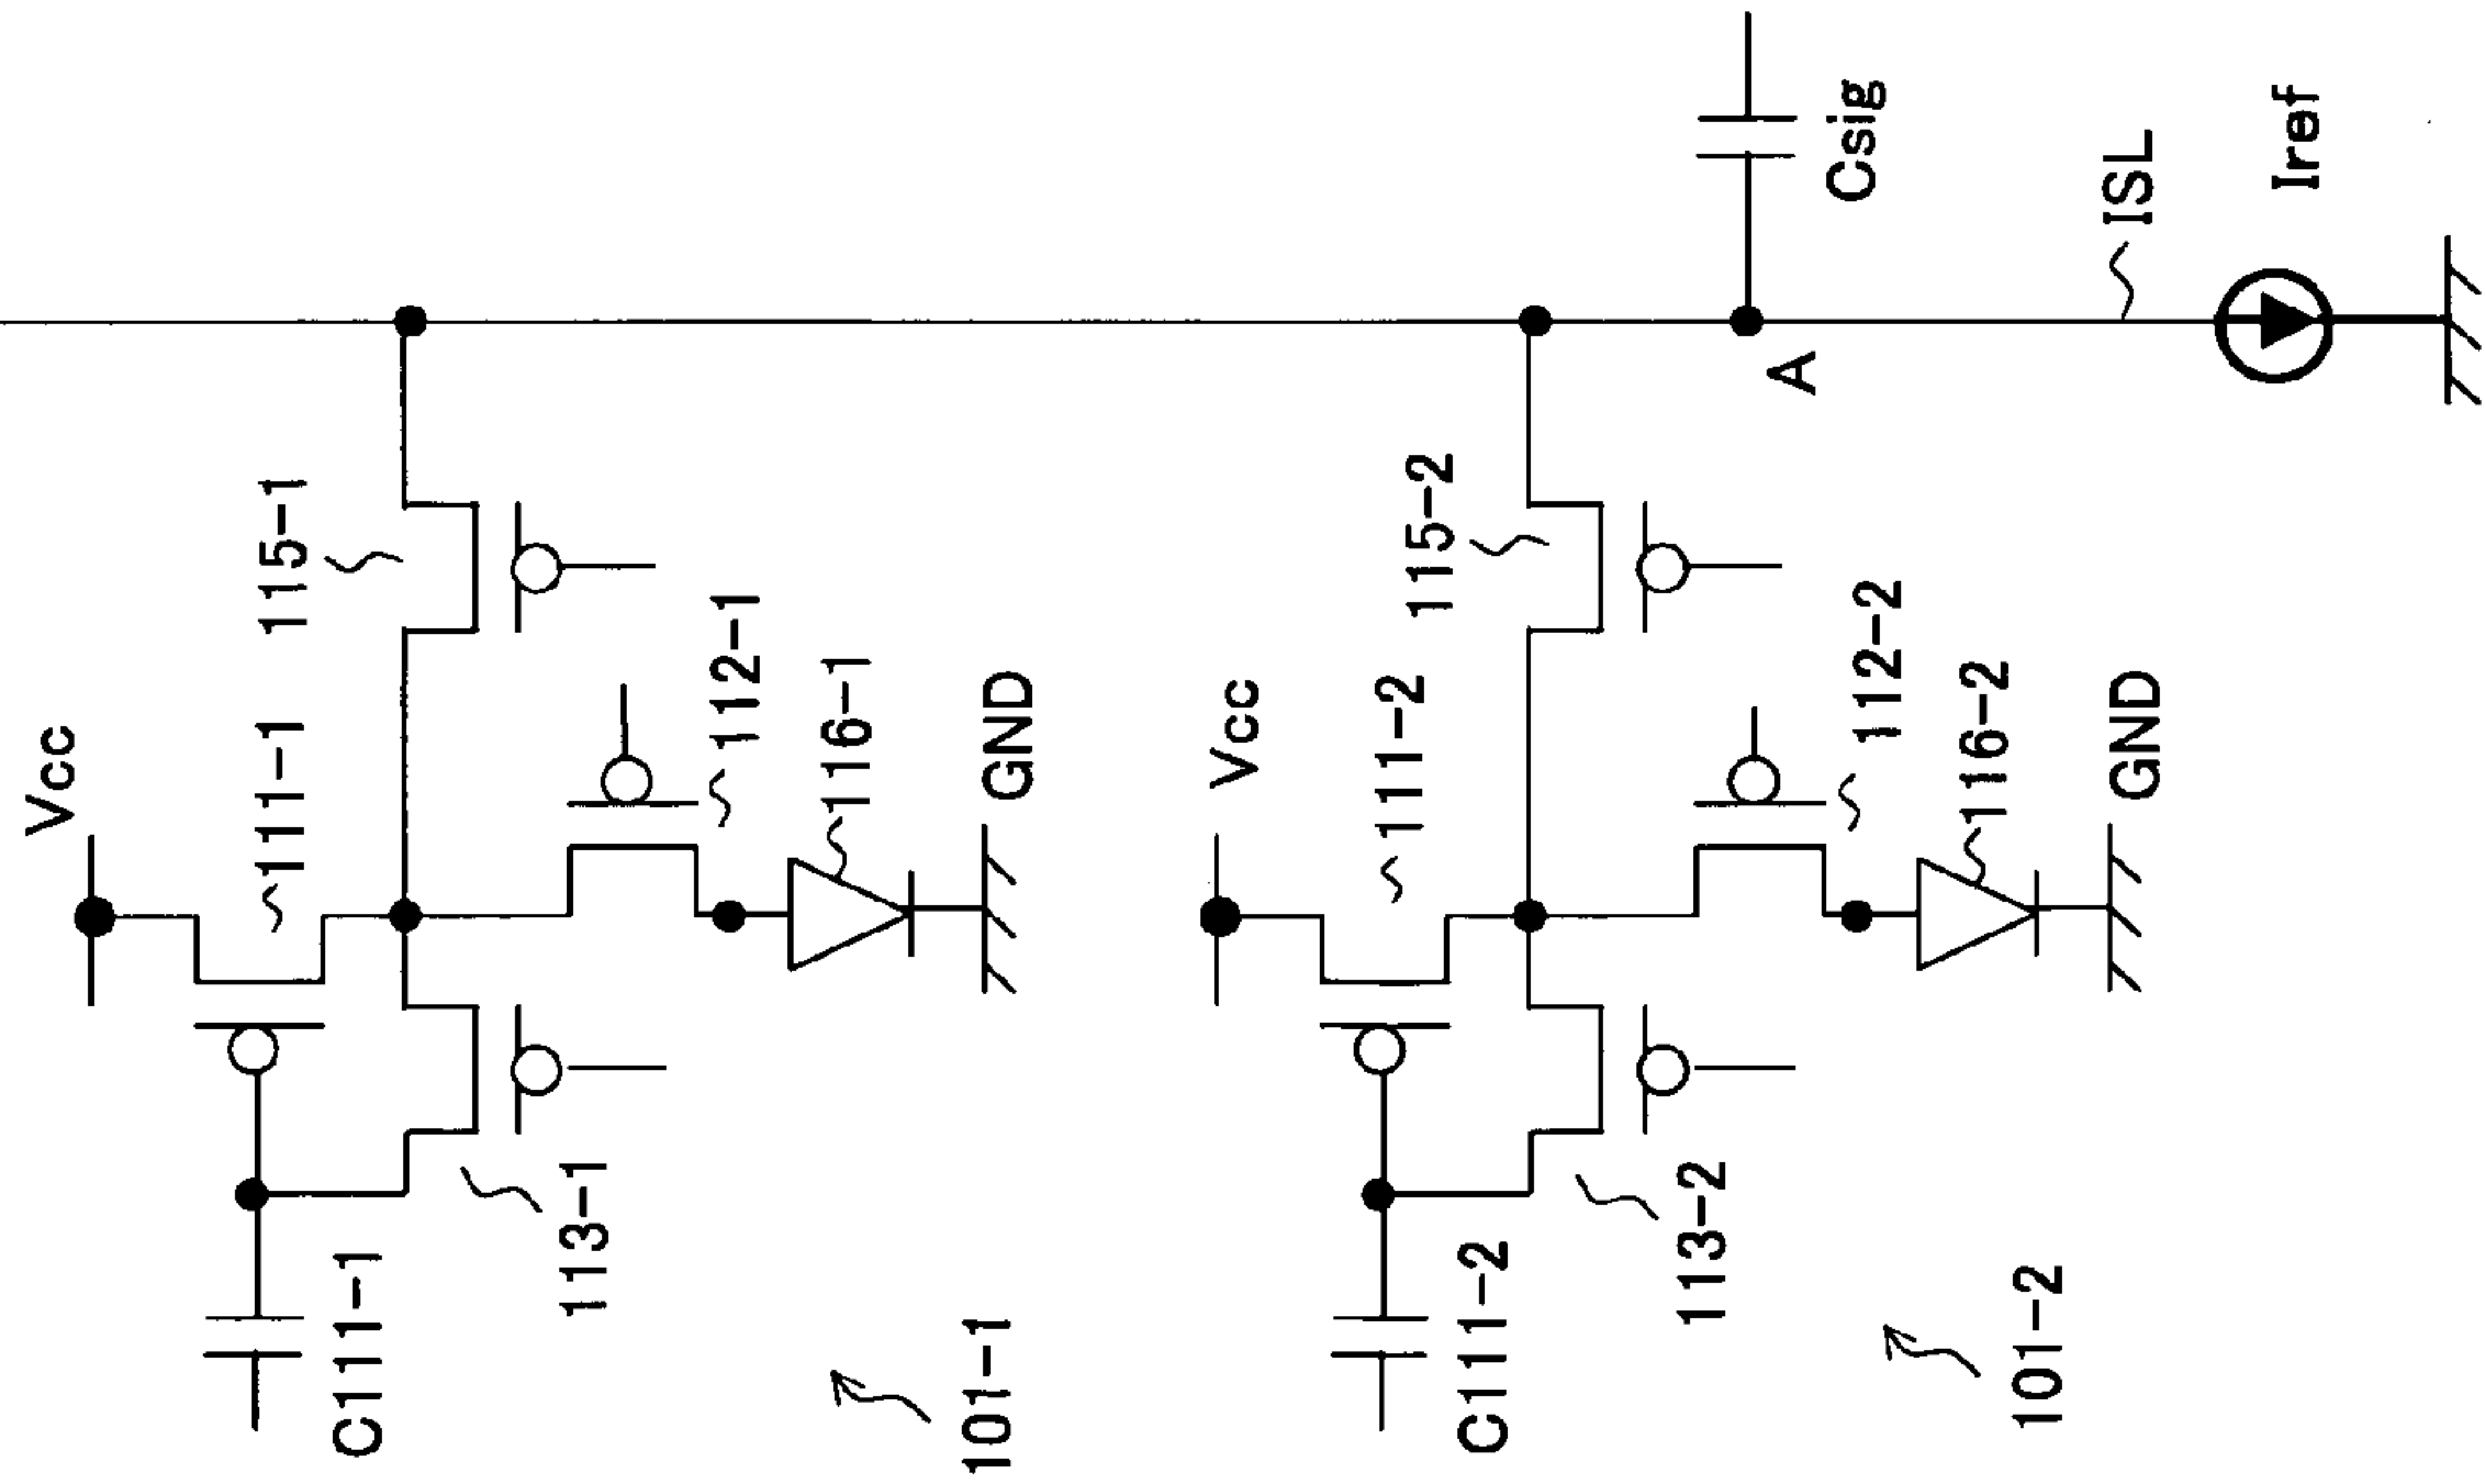 Vcc
111-1
115-1
112-1
116-1
GND
C111-1
113-1
101-1
Vcc
111-2
115-2
112-2
116-2
GND
C111-2
113-2
101-2
A
Csig
ISL
Iref